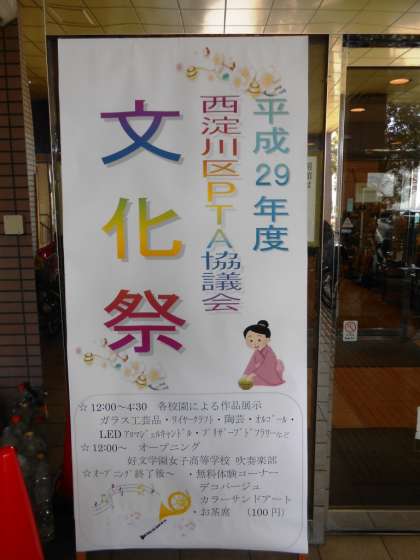 平成29年度
西淀川区PTA協議会
文化祭
☆12:00～4:30 各校園による作品展示
ガラス工芸品・ワイヤークラフト・陶芸・オルゴール・
LEDアロマジェルキャンドル・プリザーブドフラワーなど
☆12:00～ オープニング
好文学園女子高等学校 吹奏楽部
☆オープニング終了後～ ・無料体験コーナー
デコパージュ
カラーサンドアート
・お茶席 (100円)